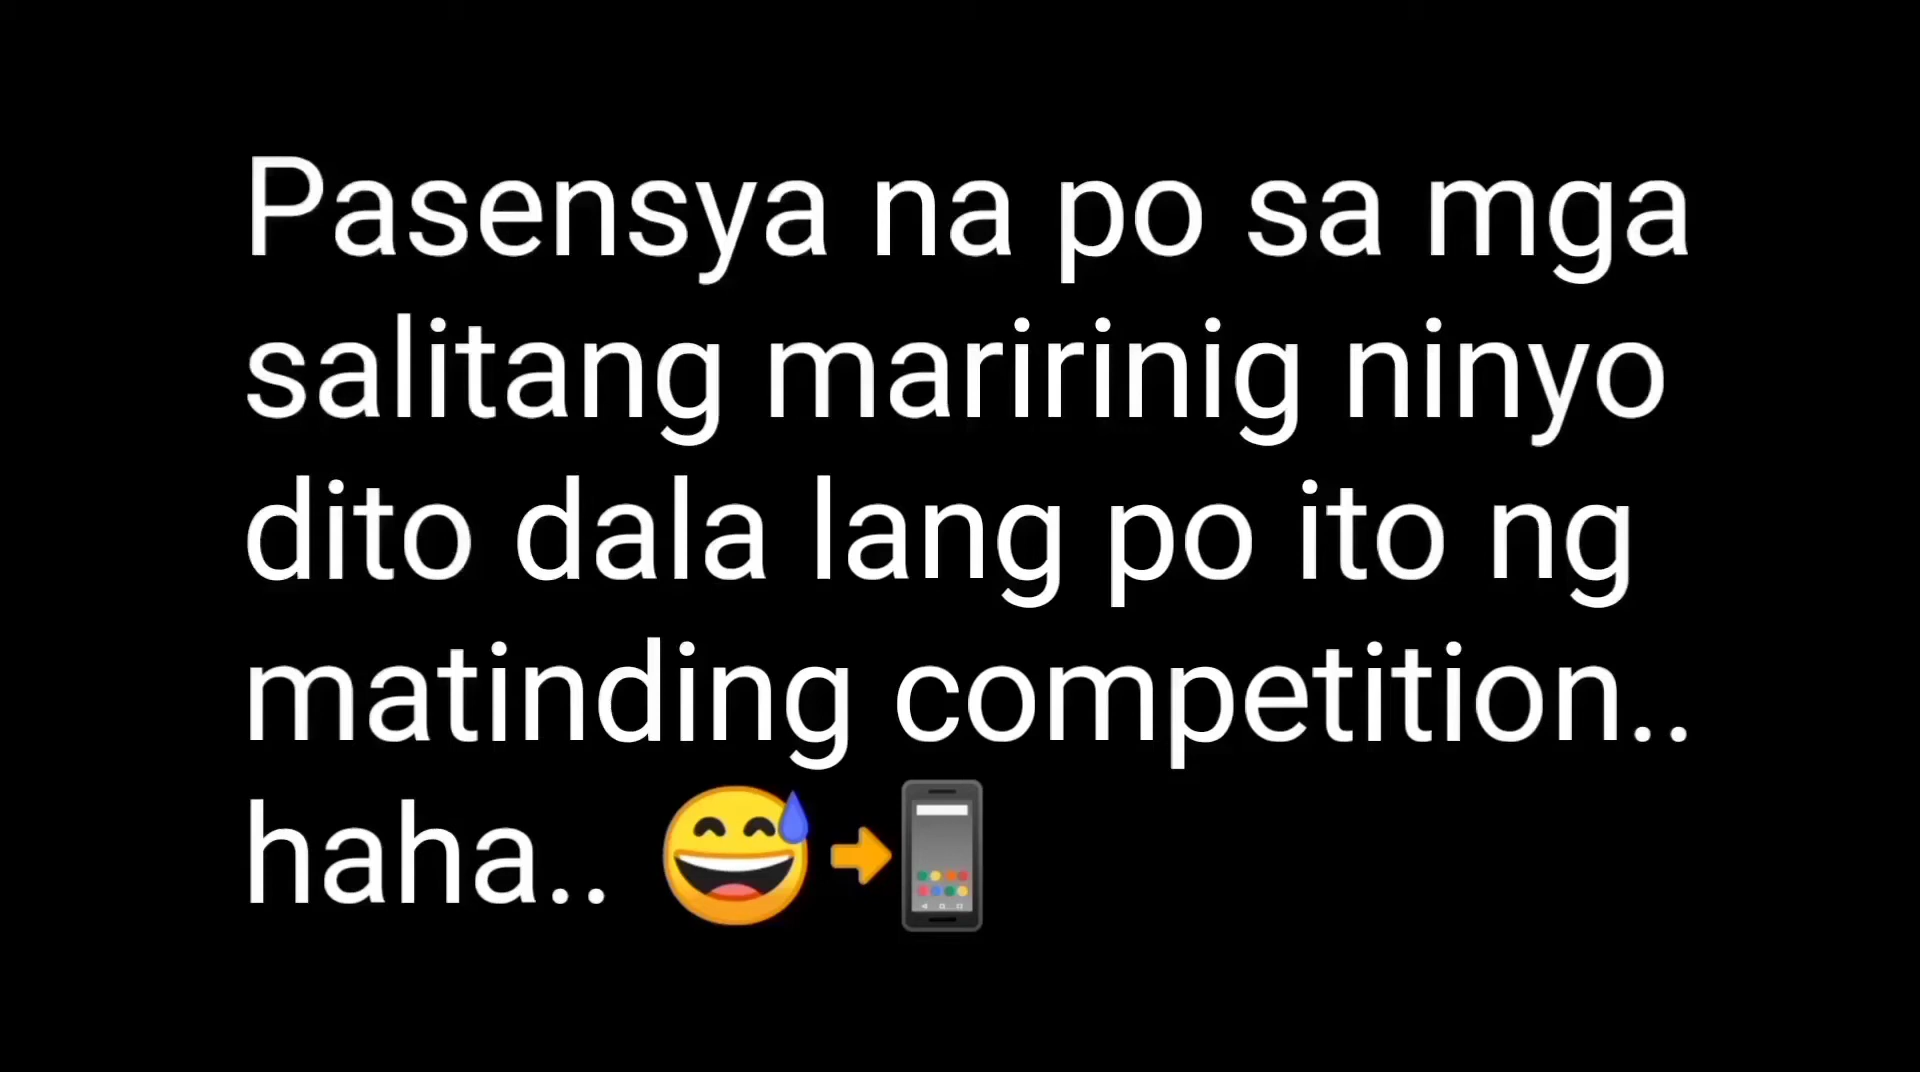 Pasensya na po sa mga
salitang maririnig ninyo
dito dala lang po ito ng
matinding competition..
haha.. 😅➜📱